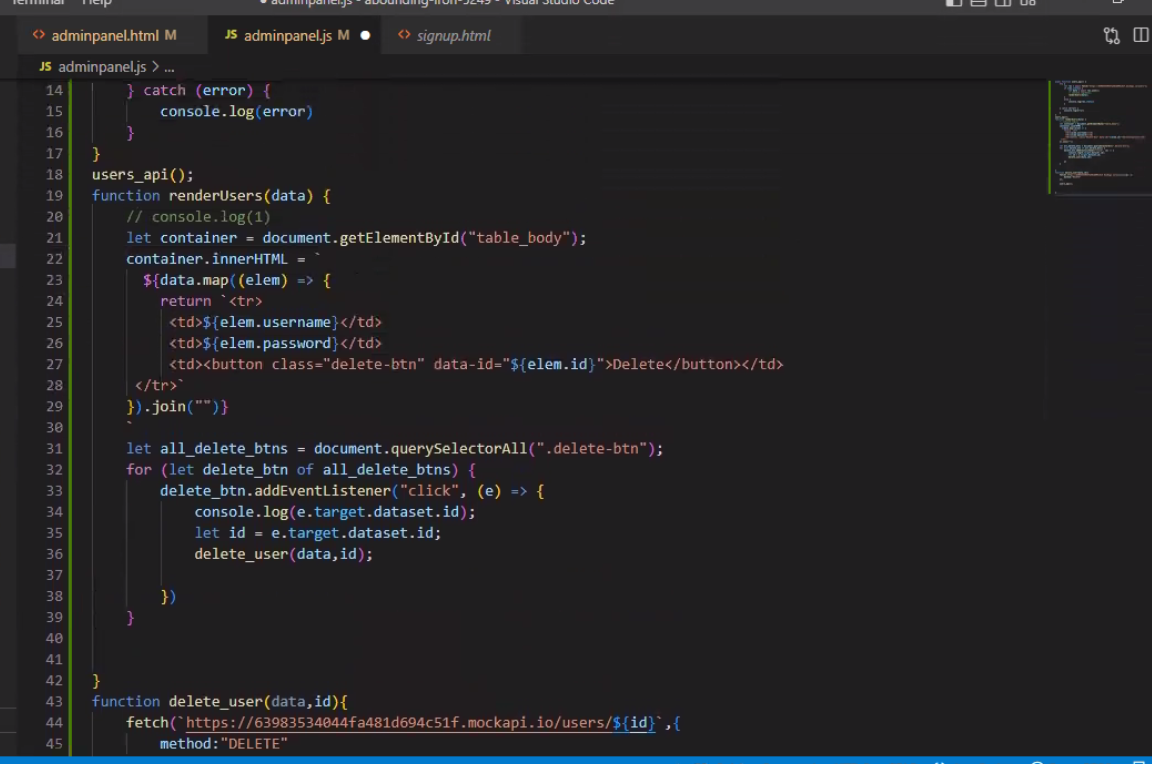 Terminal Help
adminpanel.js - abounding-iron-9249 - Visual Studio Code
<> adminpanel.html M
JS adminpanel.js M ●
<> signup.html
JS adminpanel.js > ...
14 } catch (error) {
15 console.log(error)
16 }
17 }
18 users_api();
19 function renderUsers(data) {
20 // console.log(1)
21 let container = document.getElementById("table_body");
22 container.innerHTML = `
23 ${data.map((elem) => {
24 return `<tr>
25 <td>${elem.username}</td>
26 <td>${elem.password}</td>
27 <td><button class="delete-btn" data-id="${elem.id}">Delete</button></td>
28 </tr>`
29 }).join("")}
30 `
31 let all_delete_btns = document.querySelectorAll(".delete-btn");
32 for (let delete_btn of all_delete_btns) {
33 delete_btn.addEventListener("click", (e) => {
34 console.log(e.target.dataset.id);
35 let id = e.target.dataset.id;
36 delete_user(data,id);
37
38 })
39 }
40
41
42 }
43 function delete_user(data,id){
44 fetch(`https://63983534044fa481d694c51f.mockapi.io/users/${id}`,{
45 method:"DELETE"